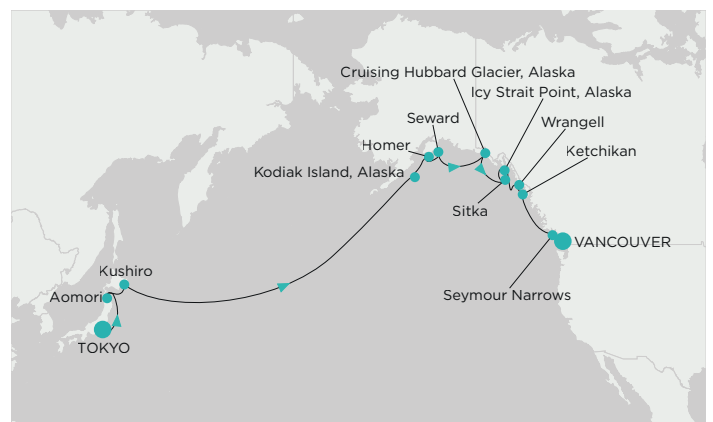 Cruising Hubbard Glacier, Alaska
Icy Strait Point, Alaska
Seward
Wrangell
Homer
Ketchikan
Kodiak Island, Alaska
Sitka
VANCOUVER
Kushiro
Aomori
Seymour Narrows
TOKYO